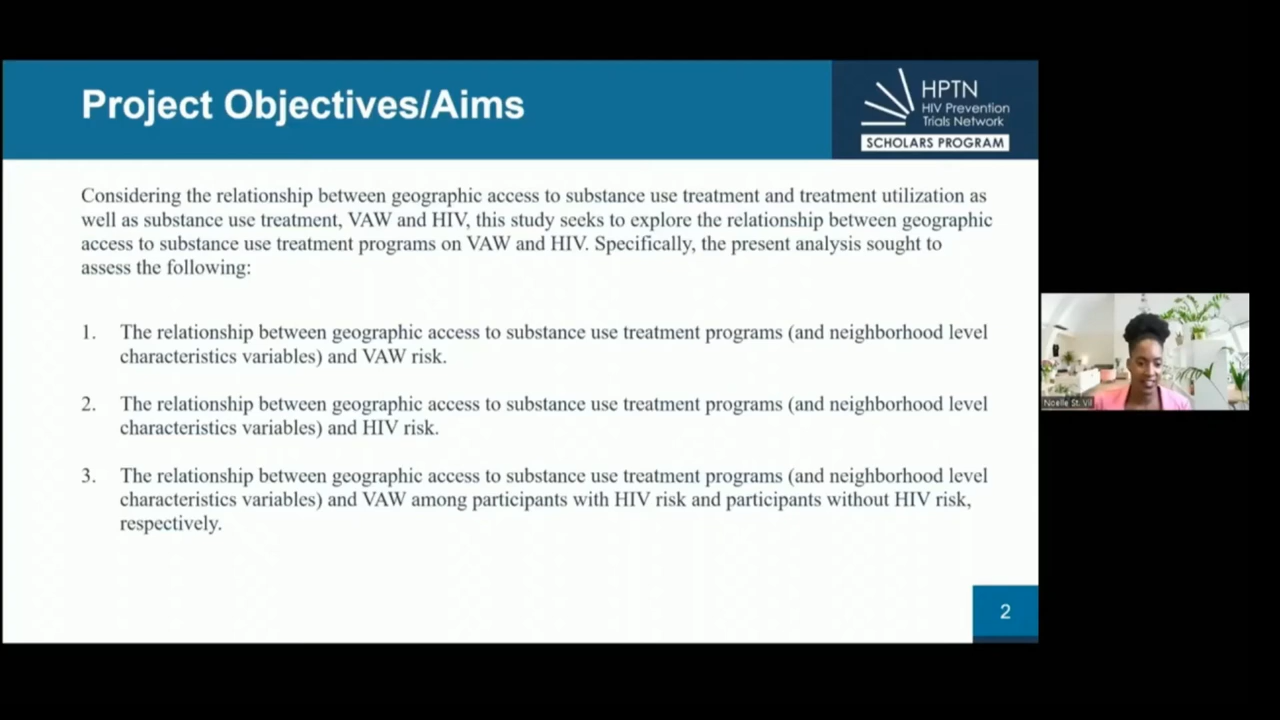 Project Objectives/Aims
HPTN
HIV Prevention
Trials Network
SCHOLARS PROGRAM
Considering the relationship between geographic access to substance use treatment and treatment utilization as
well as substance use treatment, VAW and HIV, this study seeks to explore the relationship between geographic
access to substance use treatment programs on VAW and HIV. Specifically, the present analysis sought to
assess the following:
1. The relationship between geographic access to substance use treatment programs (and neighborhood level
characteristics variables) and VAW risk.
2. The relationship between geographic access to substance use treatment programs (and neighborhood level
characteristics variables) and HIV risk.
3. The relationship between geographic access to substance use treatment programs (and neighborhood level
characteristics variables) and VAW among participants with HIV risk and participants without HIV risk,
respectively.
Noelle St. Vil
2